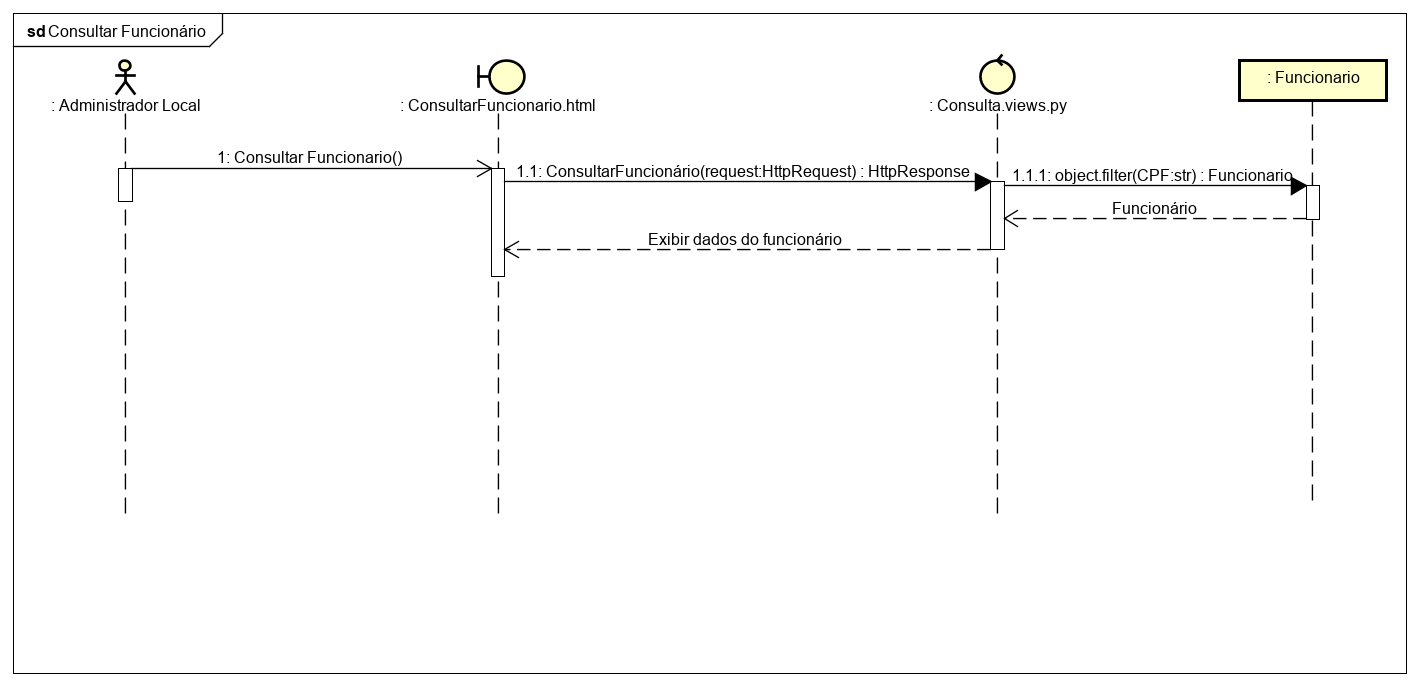 sd Consultar Funcionário
: Administrador Local
: ConsultarFuncionario.html
: Consulta.views.py
: Funcionario
1: Consultar Funcionario()
1.1: ConsultarFuncionário(request:HttpRequest) : HttpResponse
1.1.1: object.filter(CPF:str) : Funcionario
Funcionário
Exibir dados do funcionário